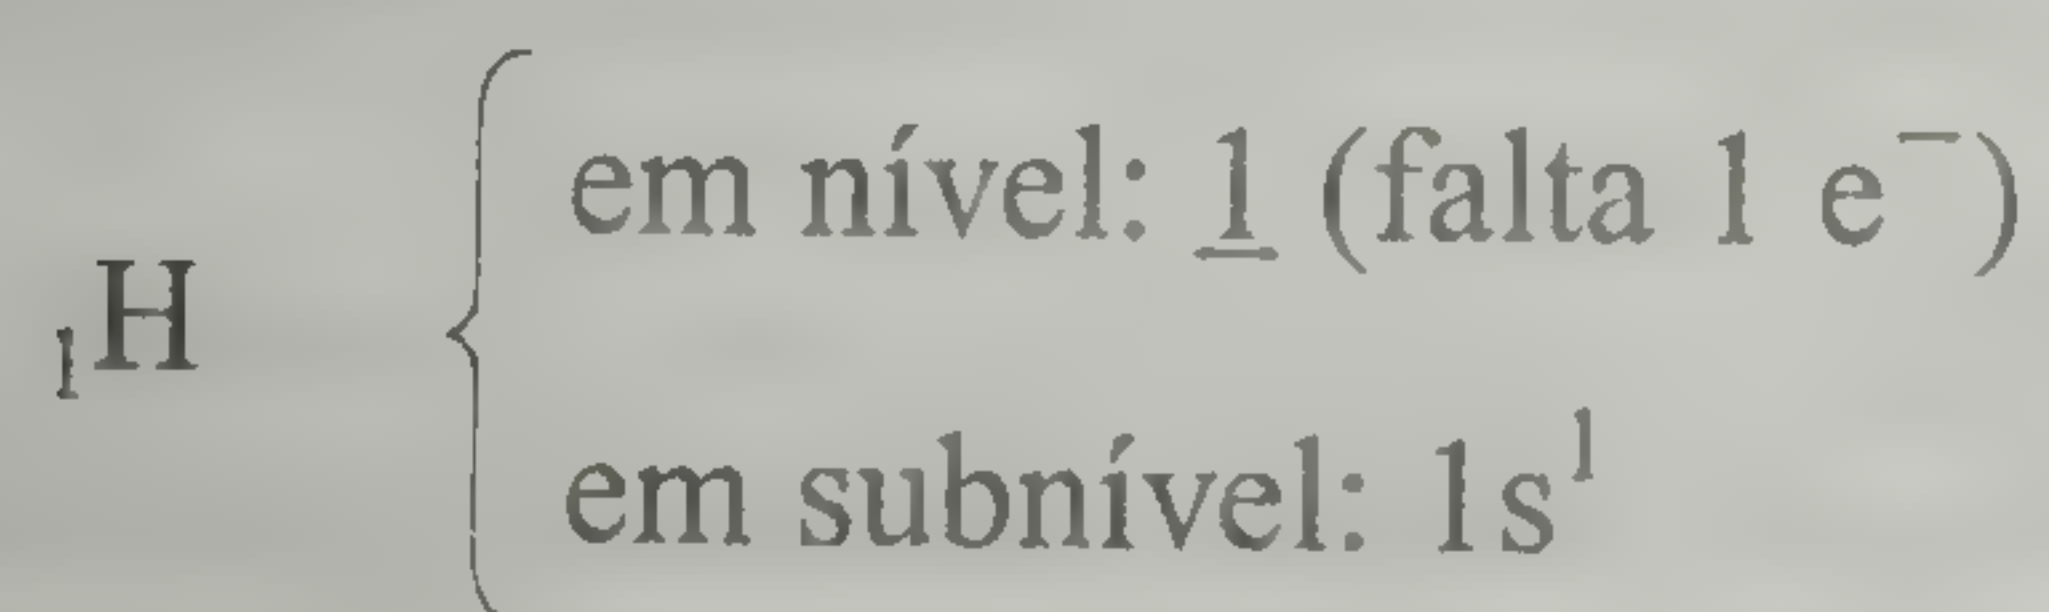 em nível: 1 (falta 1 e⁻)
₁H
em subnível: 1s¹